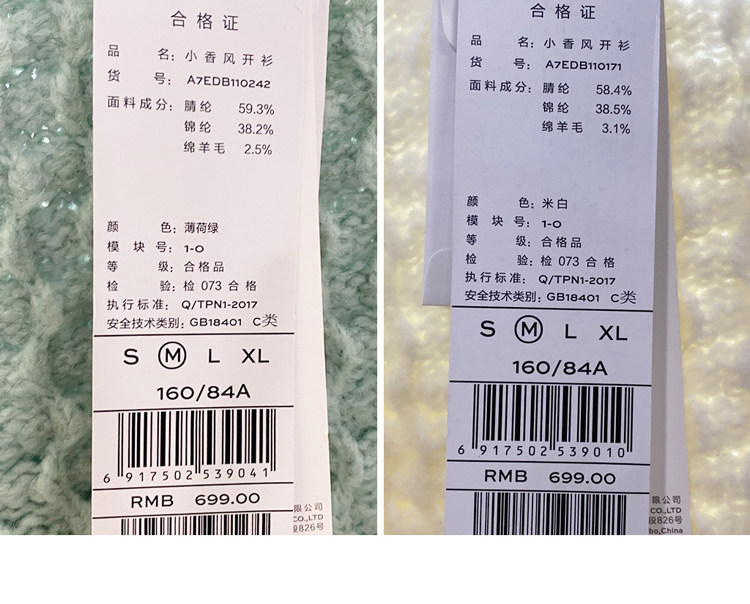 合格证
品 名: 小香风开衫
货 号: A7EDB110242
面料成分: 腈纶 59.3%
锦纶 38.2%
绵羊毛 2.5%
颜 色: 薄荷绿
模 块 号: 1-0
等 级: 合格品
检 验: 检 073 合格
执行标准: Q/TPN1-2017
安全技术类别: GB18401 C类
S M L XL
160/84A
6 917502 539041
RMB 699.00
限公司
CO.,LTD
段826号
合格证
品 名: 小香风开衫
货 号: A7EDB110171
面料成分: 腈纶 58.4%
锦纶 38.5%
绵羊毛 3.1%
颜 色: 米白
模 块 号: 1-0
等 级: 合格品
检 验: 检 073 合格
执行标准: Q/TPN1-2017
安全技术类别: GB18401 C类
S M L XL
160/84A
6 917502 539010
RMB 699.00
限公司
CO.,LTD
段826号
bo,China